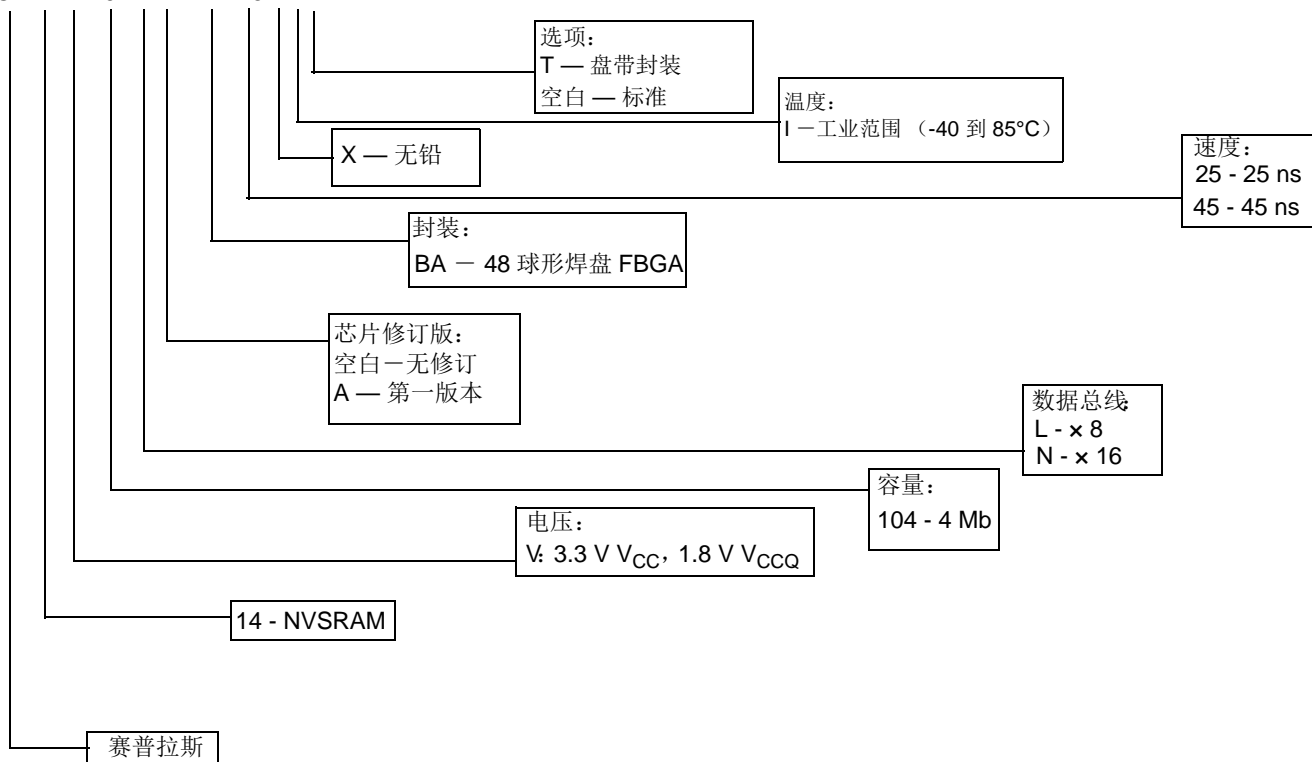 选项：
T — 盘带封装
空白 — 标准
温度：
I －工业范围 （-40 到 85°C）
X — 无铅
速度：
25 - 25 ns
45 - 45 ns
封装：
BA － 48 球形焊盘 FBGA
芯片修订版：
空白－无修订
A — 第一版本
数据总线：
L - × 8
N - × 16
容量：
104 - 4 Mb
电压：
V: 3.3 V VCC，1.8 V VCCQ
14 - NVSRAM
赛普拉斯